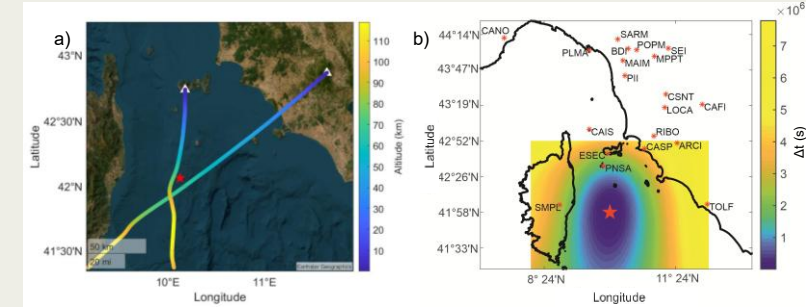 a)
43°N
42°30'N
42°N
41°30'N
Latitude
10°E
11°E
Longitude
50 km
20 mi
Earthstar Geographics
110
100
90
80
70
60
50
40
30
20
10
Altitude (km)
b)
44°14'N
43°47'N
43°19'N
42°52'N
42°26'N
41°58'N
41°33'N
Latitude
CANO
SARM
PLMA
BDI
POPM
SEI
MAIM
MPPT
PII
CSNT
LOCA
CAFI
CAIS
RIBO
CASP
ARCI
ESEC
PNSA
SMPL
TOLF
8° 24'N
11° 24'N
Longitude
×10⁶
7
6
5
4
3
2
1
Δt (s)